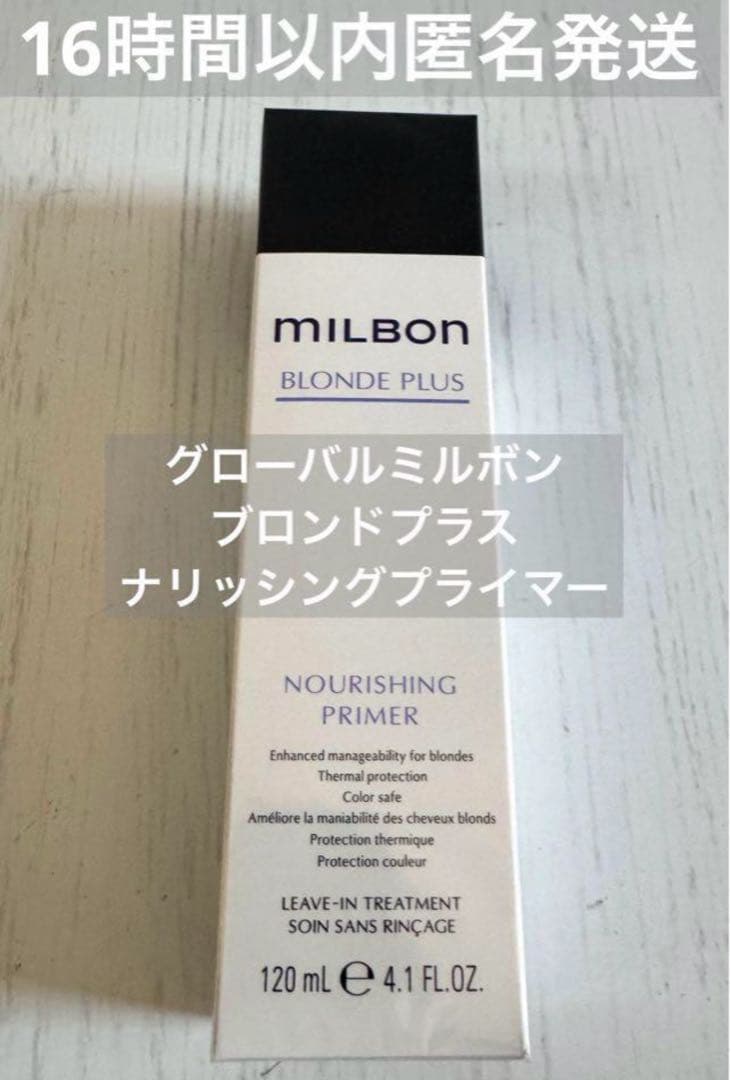 16時間以内匿名発送
MILBON
BLONDE PLUS
グローバルミルボン
ブロンドプラス
ナリッシングプライマー
NOURISHING
PRIMER
Enhanced manageability for blondes
Thermal protection
Color safe
Améliore la maniabilité des cheveux blonds
Protection thermique
Protection couleur
LEAVE-IN TREATMENT
SOIN SANS RINÇAGE
120 mL ℮ 4.1 FL.OZ.